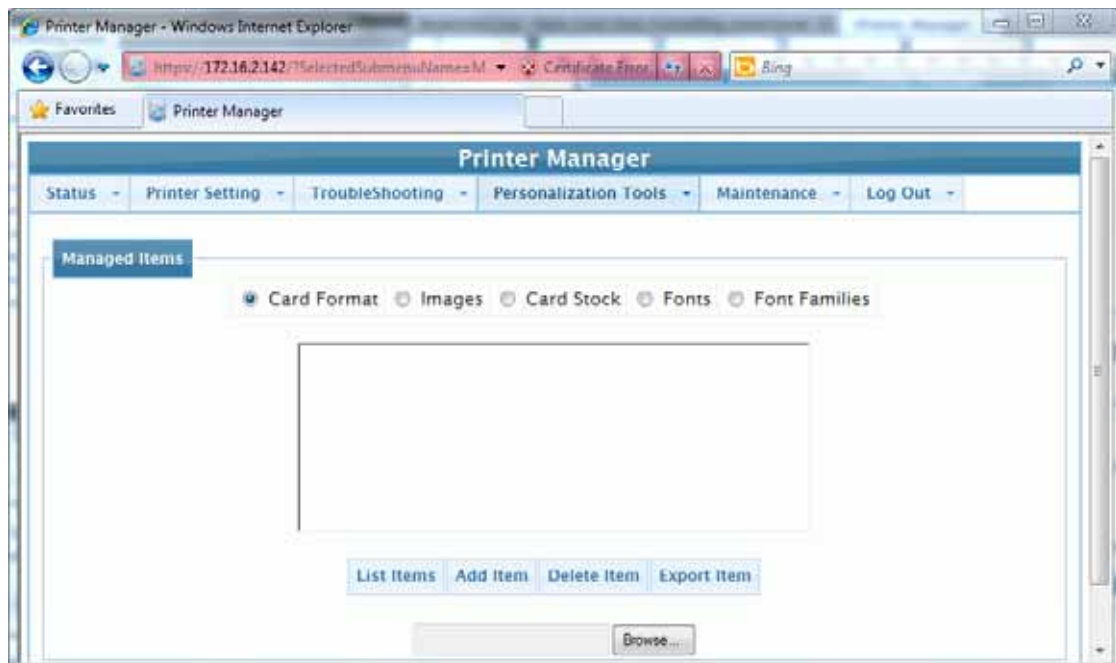 Printer Manager - Windows Internet Explorer
https://172.16.2.142/?SelectedSubmenuName=M Certificate Error Bing
Favorites Printer Manager
Printer Manager
Status Printer Setting TroubleShooting Personalization Tools Maintenance Log Out
Managed Items
Card Format Images Card Stock Fonts Font Families
List Items Add Item Delete Item Export Item
Browse...